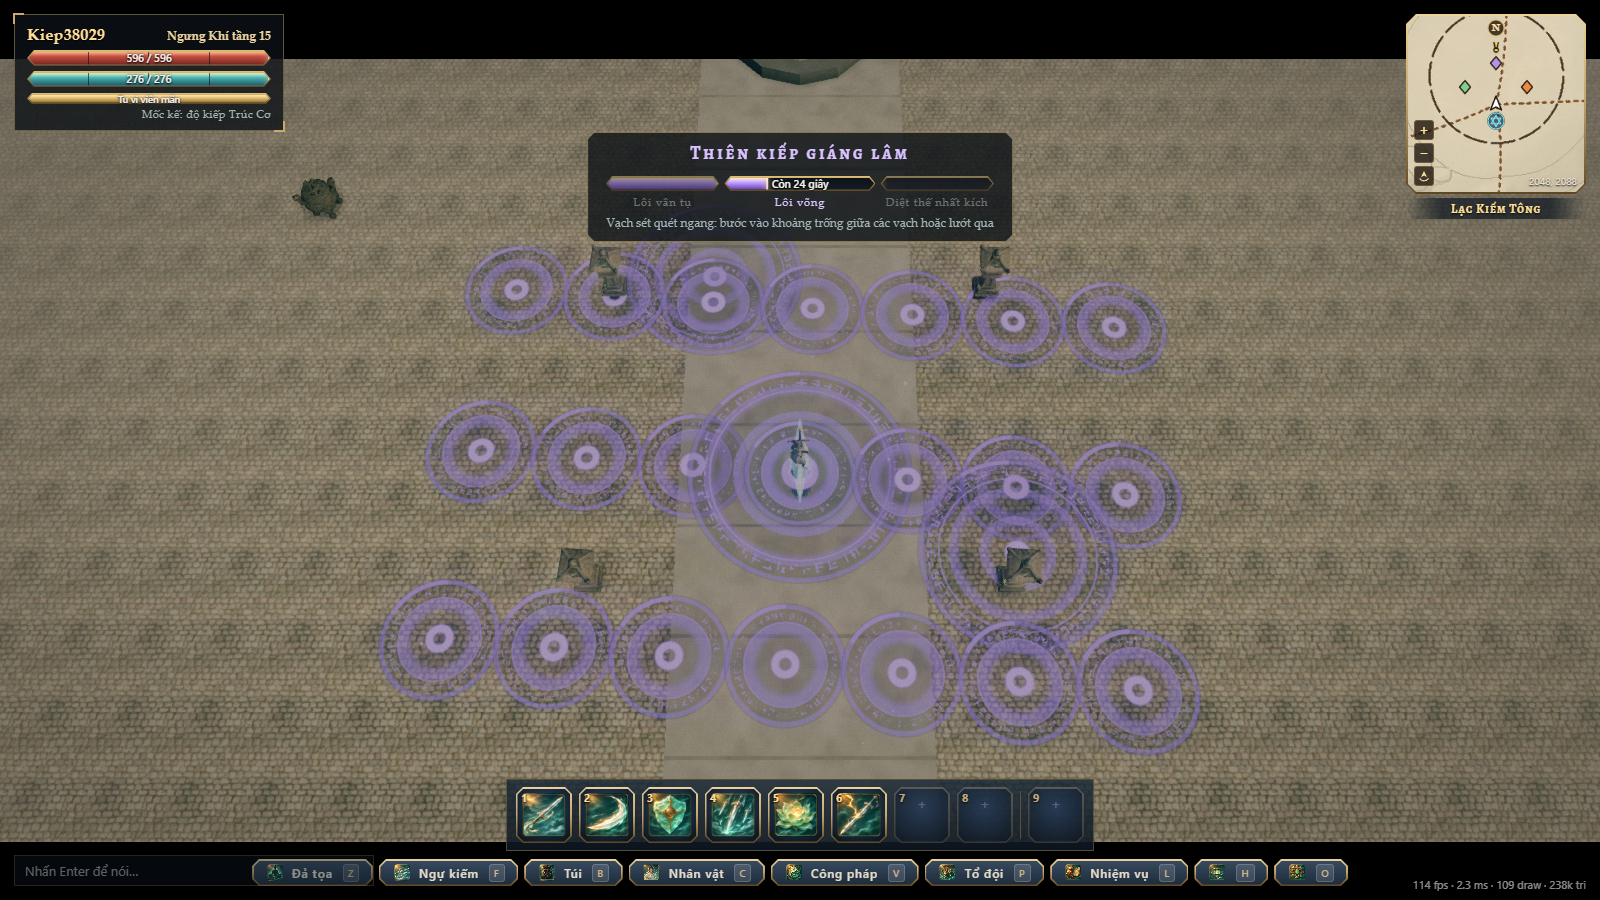 Kiep38029
Ngưng Khí tầng 15
596 / 596
276 / 276
Tu vi viên mãn
Mốc kế: độ kiếp Trúc Cơ
Thiên kiếp giáng lâm
Còn 24 giây
Lôi vân tụ
Lôi võng
Diệt thế nhất kích
Vạch sét quét ngang: bước vào khoảng trống giữa các vạch hoặc lướt qua
N
+
−
2048, 2088
Lạc Kiếm Tông
1
2
3
4
5
6
7
+
8
+
9
+
Nhấn Enter để nói...
Đả tọa Z
Ngự kiếm F
Túi B
Nhân vật C
Công pháp V
Tổ đội P
Nhiệm vụ L
H
O
114 fps · 2.3 ms · 109 draw · 238k tri